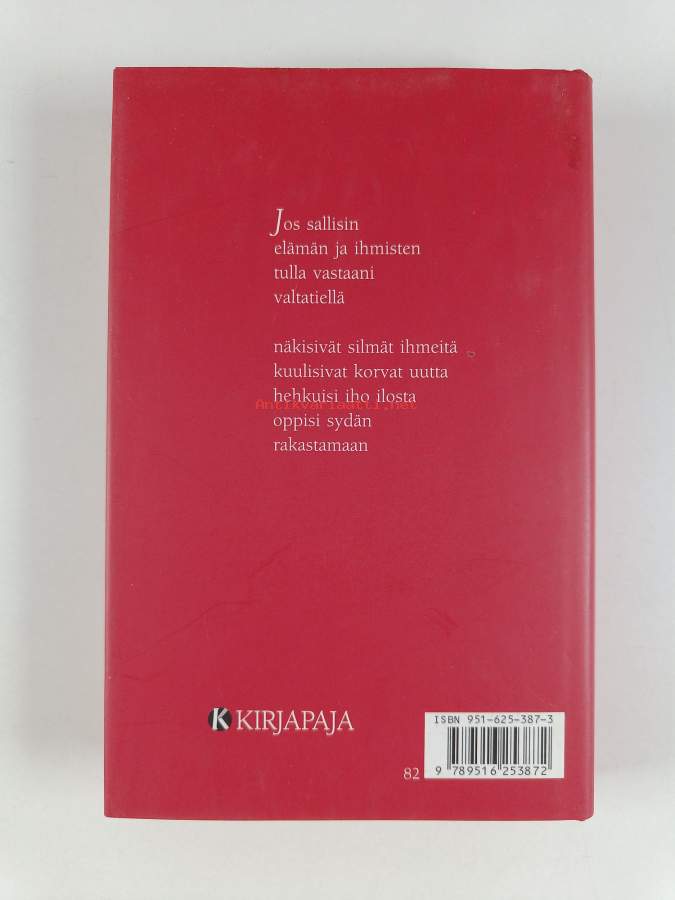 Jos sallisin
elämän ja ihmisten
tulla vastaani
valtatiellä
näkisivät silmät ihmeitä
kuulisivat korvat uutta
hehkuisi iho ilosta
Antikvariaatti.net
oppisi sydän
rakastamaan
K KIRJAPAJA
ISBN 951-625-387-3
82
9 789516 253872